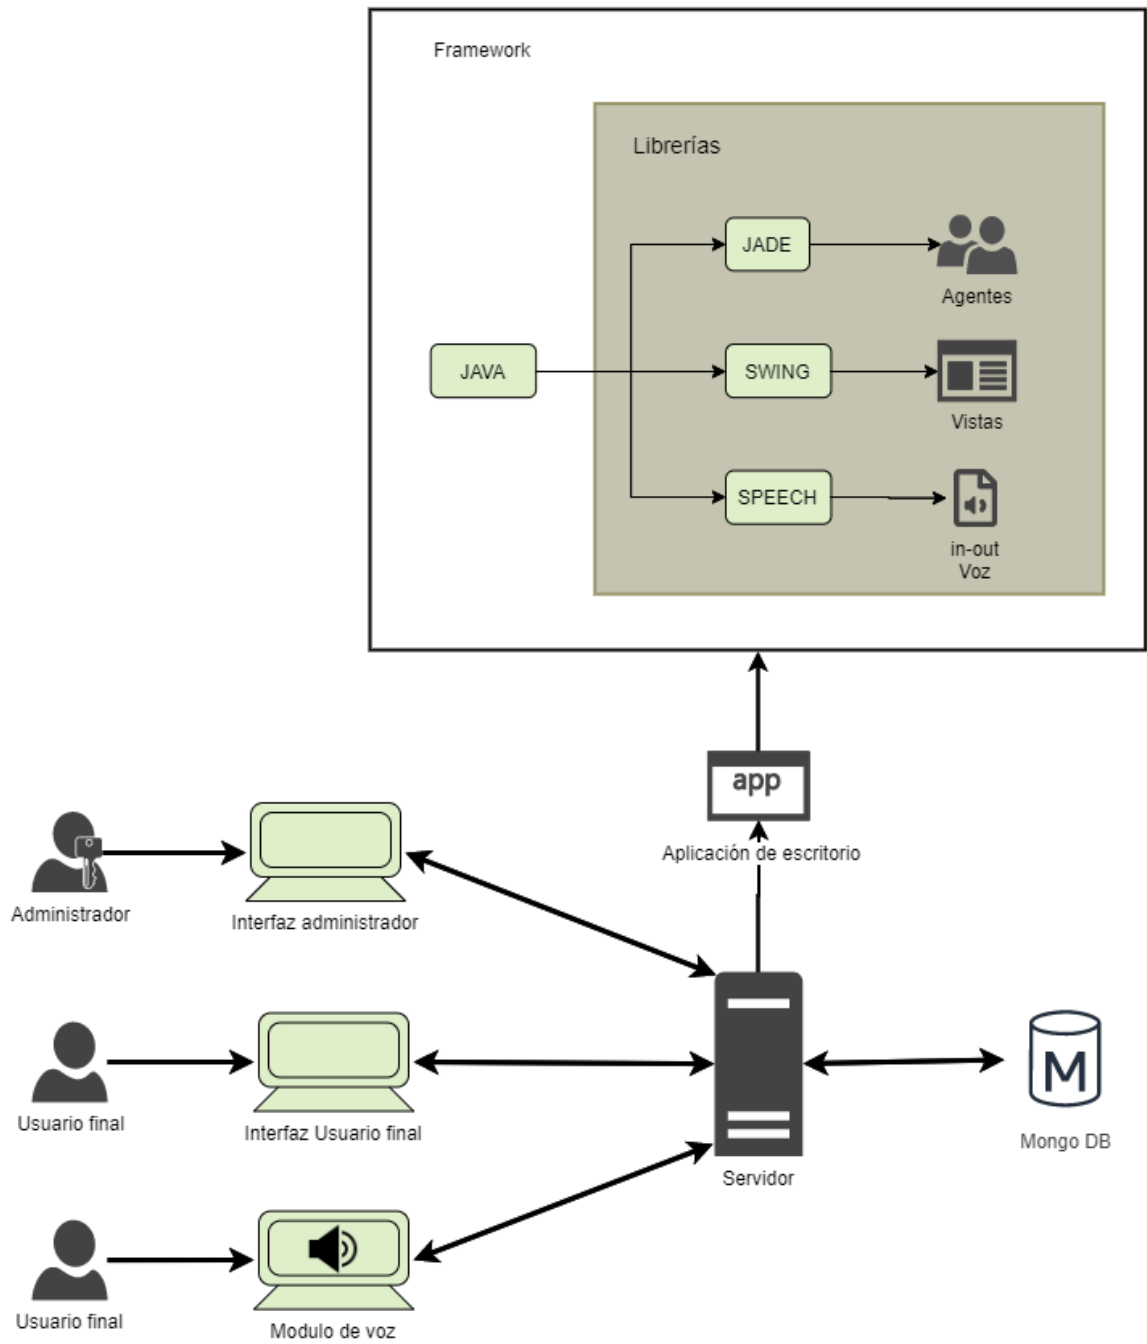 Framework
Librerías
JADE
Agentes
JAVA
SWING
Vistas
SPEECH
in-out
Voz
app
Aplicación de escritorio
Administrador
Interfaz administrador
Usuario final
Interfaz Usuario final
Servidor
M
Mongo DB
Usuario final
Modulo de voz